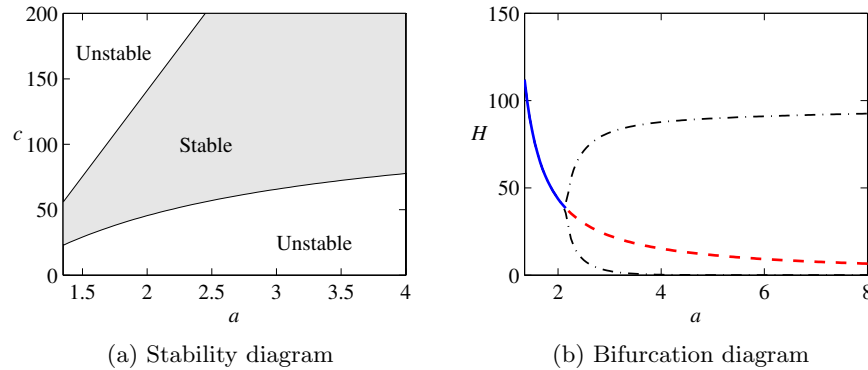 200
150
c
100
50
0
Unstable
Stable
Unstable
1.5 2 2.5 3 3.5 4
a
(a) Stability diagram
150
100
H
50
0
2 4 6 8
a
(b) Bifurcation diagram